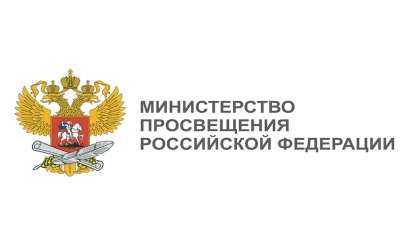 МИНИСТЕРСТВО
ПРОСВЕЩЕНИЯ
РОССИЙСКОЙ ФЕДЕРАЦИИ